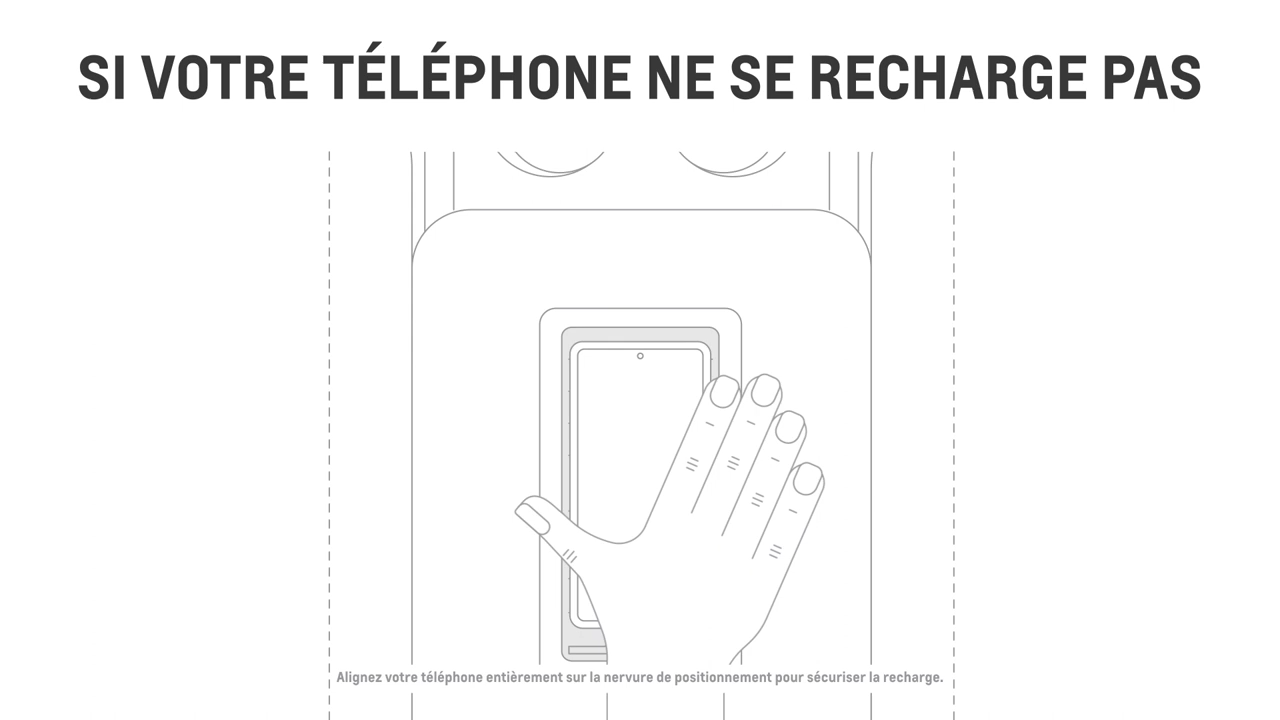 SI VOTRE TÉLÉPHONE NE SE RECHARGE PAS
Alignez votre téléphone entièrement sur la nervure de positionnement pour sécuriser la recharge.